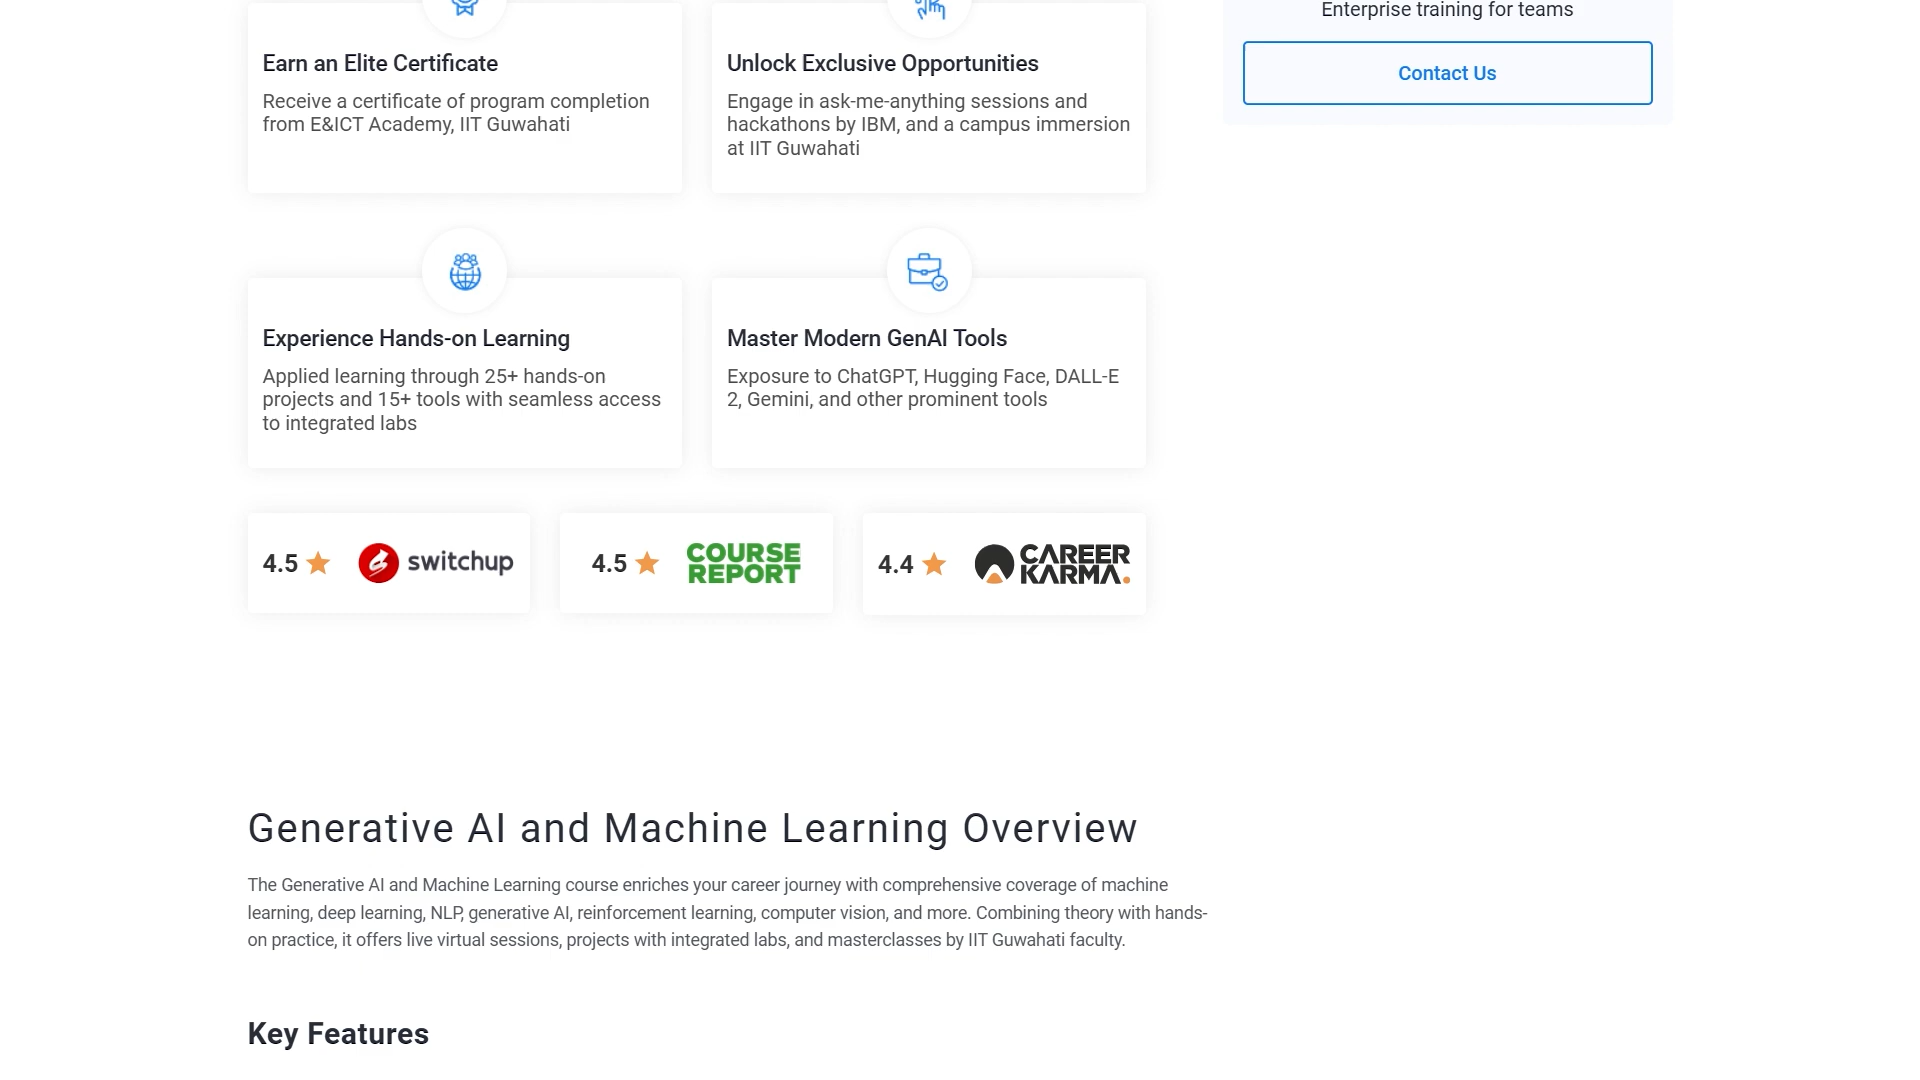 Enterprise training for teams
Contact Us
Earn an Elite Certificate
Receive a certificate of program completion
from E&ICT Academy, IIT Guwahati
Unlock Exclusive Opportunities
Engage in ask-me-anything sessions and
hackathons by IBM, and a campus immersion
at IIT Guwahati
Experience Hands-on Learning
Applied learning through 25+ hands-on
projects and 15+ tools with seamless access
to integrated labs
Master Modern GenAI Tools
Exposure to ChatGPT, Hugging Face, DALL-E
2, Gemini, and other prominent tools
4.5 switchup
4.5 COURSE
REPORT
4.4 CAREER
KARMA.
Generative AI and Machine Learning Overview
The Generative AI and Machine Learning course enriches your career journey with comprehensive coverage of machine
learning, deep learning, NLP, generative AI, reinforcement learning, computer vision, and more. Combining theory with hands-
on practice, it offers live virtual sessions, projects with integrated labs, and masterclasses by IIT Guwahati faculty.
Key Features